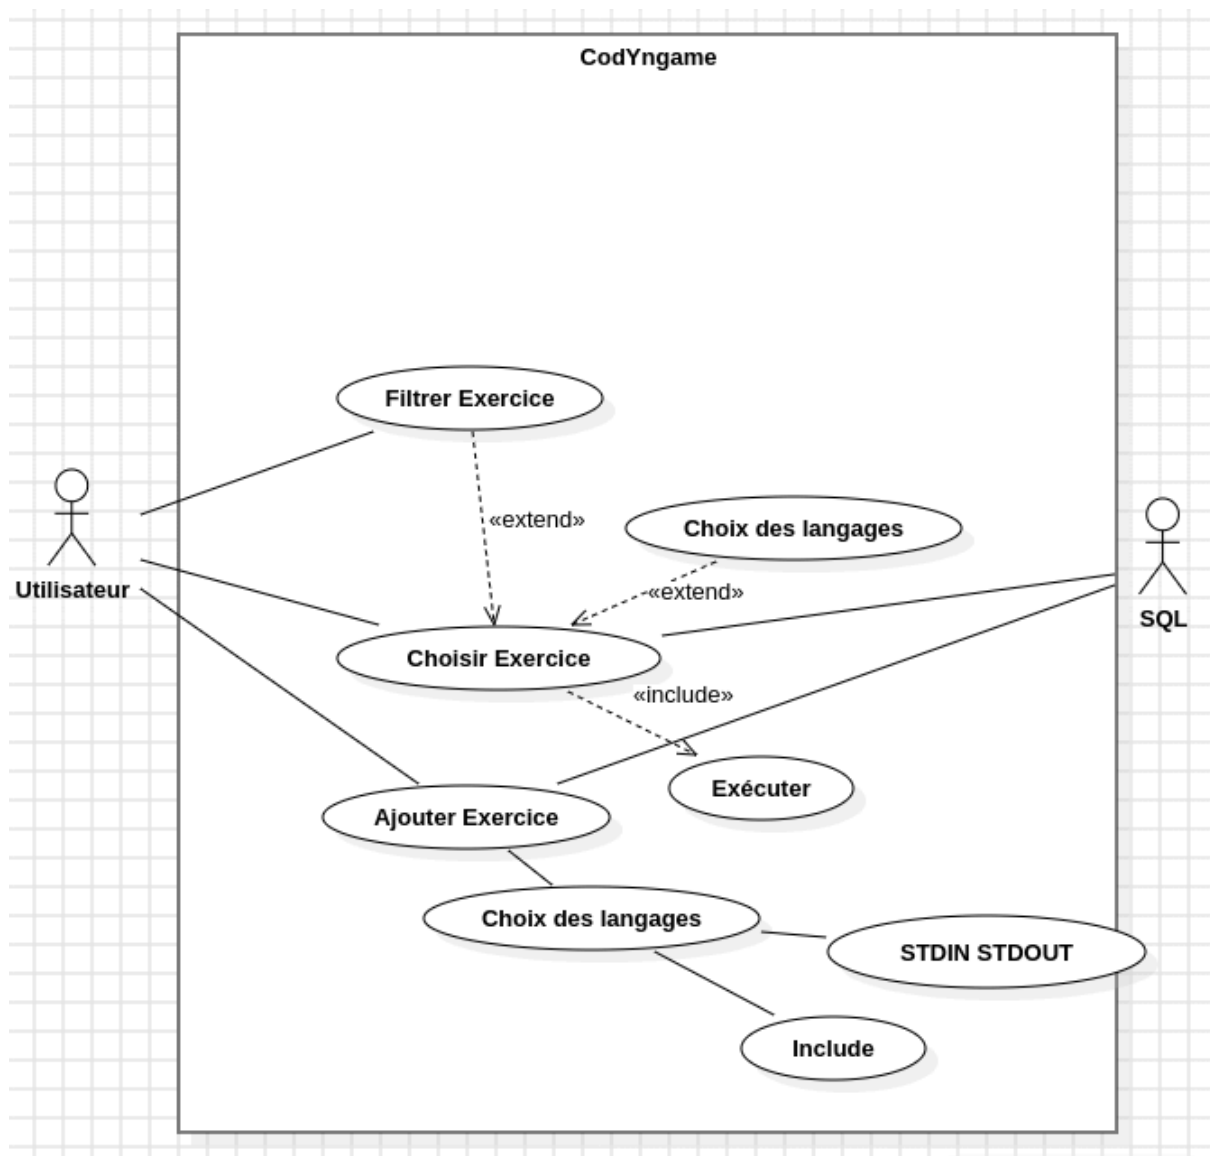 CodYngame
Filtrer Exercice
«extend»
Choix des langages
Utilisateur
«extend»
SQL
Choisir Exercice
«include»
Exécuter
Ajouter Exercice
Choix des langages
STDIN STDOUT
Include